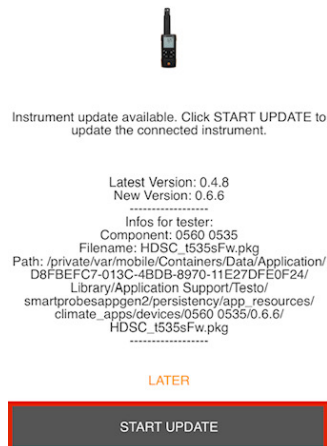 Instrument update available. Click START UPDATE to
update the connected instrument.
Latest Version: 0.4.8
New Version: 0.6.6
------------------
Infos for tester:
Component: 0560 0535
Filename: HDSC_t535sFw.pkg
Path: /private/var/mobile/Containers/Data/Application/
D8FBEFC7-013C-4BDB-8970-11E27DFE0F24/
Library/Application Support/Testo/
smartprobesappgen2/persistency/app_resources/
climate_apps/devices/0560 0535/0.6.6/
HDSC_t535sFw.pkg
------------------
LATER
START UPDATE